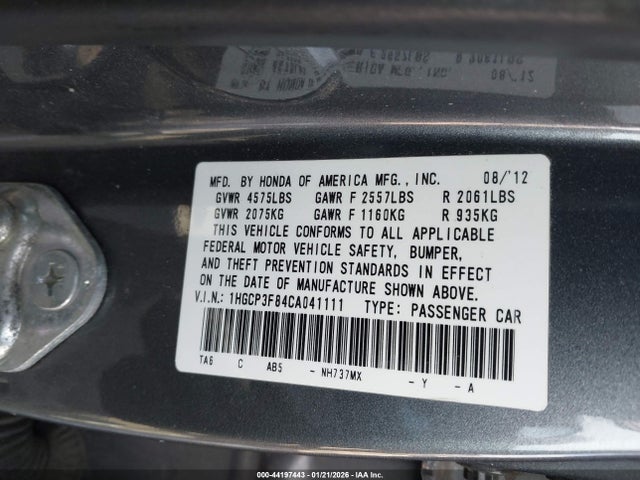 MFD. BY HONDA OF AMERICA MFG., INC. 08/'12
GVWR 4575LBS GAWR F 2557LBS R 2061LBS
GVWR 2075KG GAWR F 1160KG R 935KG
THIS VEHICLE CONFORMS TO ALL APPLICABLE
FEDERAL MOTOR VEHICLE SAFETY, BUMPER,
AND THEFT PREVENTION STANDARDS IN EFFECT
ON THE DATE OF MANUFACTURE SHOWN ABOVE.
V.I.N.: 1HGCP3F84CA041111 TYPE: PASSENGER CAR
TA6 C AB5 - NH737MX - Y - A
000-44197443 - 01/21/2026 - IAAI, Inc.